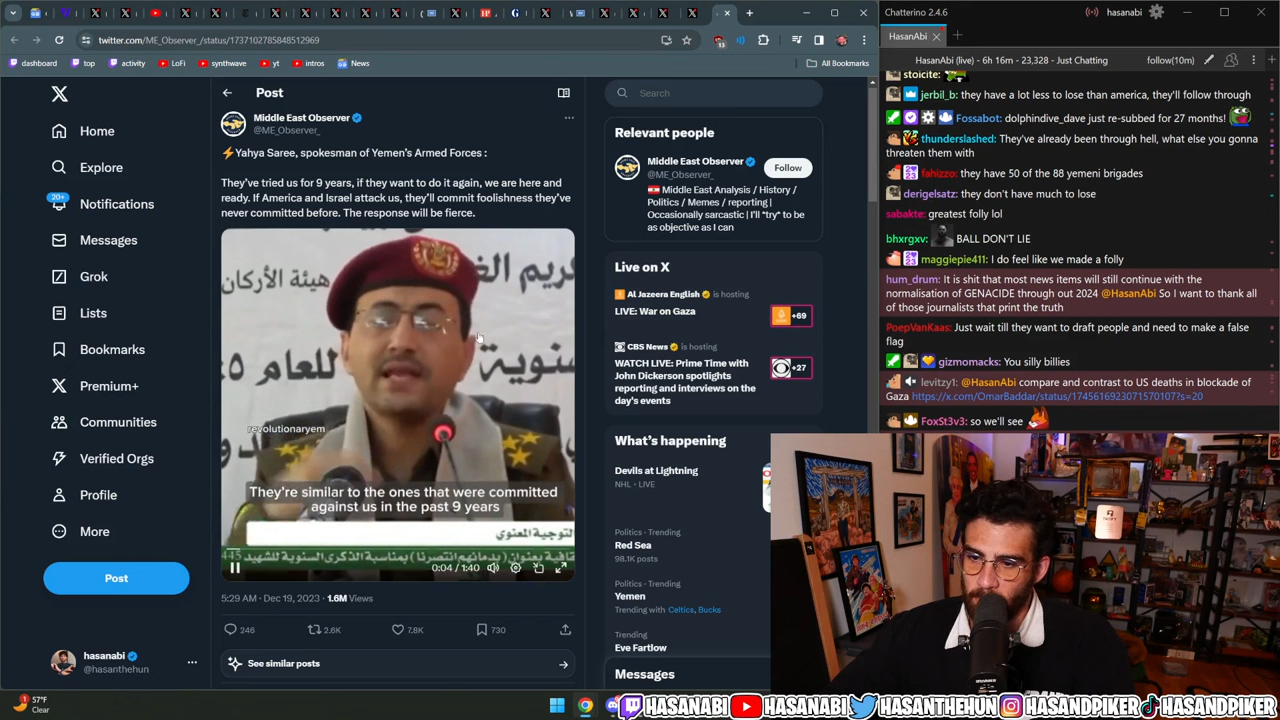 twitter.com/ME_Observer_/status/1737102785848512969
13
dashboard
top
activity
LoFi
synthwave
yt
intros
News
All Bookmarks
Home
Explore
20+
Notifications
Messages
Grok
Lists
Bookmarks
Premium+
Communities
Verified Orgs
Profile
More
Post
hasanabi
@hasanthehun
Post
Middle East Observer
@ME_Observer_
⚡Yahya Saree, spokesman of Yemen's Armed Forces :
They've tried us for 9 years, if they want to do it again, we are here and
ready. If America and Israel attack us, they'll commit foolishness they've
never committed before. The response will be fierce.
هيئة الأركان
للعام
revolutionaryem
They're similar to the ones that were committed
against us in the past 9 years
التوجية المعنوي
0:04 / 1:40
5:29 AM · Dec 19, 2023 · 1.6M Views
246
2.6K
7.8K
730
See similar posts
Search
Relevant people
Middle East Observer
@ME_Observer_
Follow
Middle East Analysis / History /
Politics / Memes / reporting |
Occasionally sarcastic | I'll *try* to be
as objective as I can
Live on X
Al Jazeera English is hosting
LIVE: War on Gaza
+69
CBS News is hosting
WATCH LIVE: Prime Time with
John Dickerson spotlights
reporting and interviews on the
day's events
+27
What's happening
Devils at Lightning
NHL · LIVE
Politics · Trending
Red Sea
98.1K posts
Politics · Trending
Yemen
Trending with Celtics, Bucks
Politics · Trending
Eve Fartlow
Messages
Chatterino 2.4.6
hasanabi
HasanAbi
HasanAbi (live) - 6h 16m - 23,328 - Just Chatting
follow(10m)
stoicite:
jerbil_b: they have a lot less to lose than america, they'll follow through
Fossabot: dolphindive_dave just re-subbed for 27 months!
thunderslashed: They've already been through hell, what else you gonna
threaten them with
fahizzo: they have 50 of the 88 yemeni brigades
derigelsatz: they don't have much to lose
sabakte: greatest folly lol
bhxrgxv: BALL DON'T LIE
maggiepie411: I do feel like we made a folly
hum_drum: It is shit that most news items will still continue with the
normalisation of GENACIDE through out 2024 @HasanAbi So I want to thank all
of those journalists that print the truth
PoepVanKaas: Just wait till they want to draft people and need to make a false
flag
gizmomacks: You silly billies
levitzy1: @HasanAbi compare and contrast to US deaths in blockade of
Gaza https://x.com/OmarBaddar/status/1745616923071570107?s=20
FoxSt3v3: so we'll see
57°F
Clear
HASANABI
HASANABI
HASANTHEHUN
HASANDPIKER
HASANDPIKER